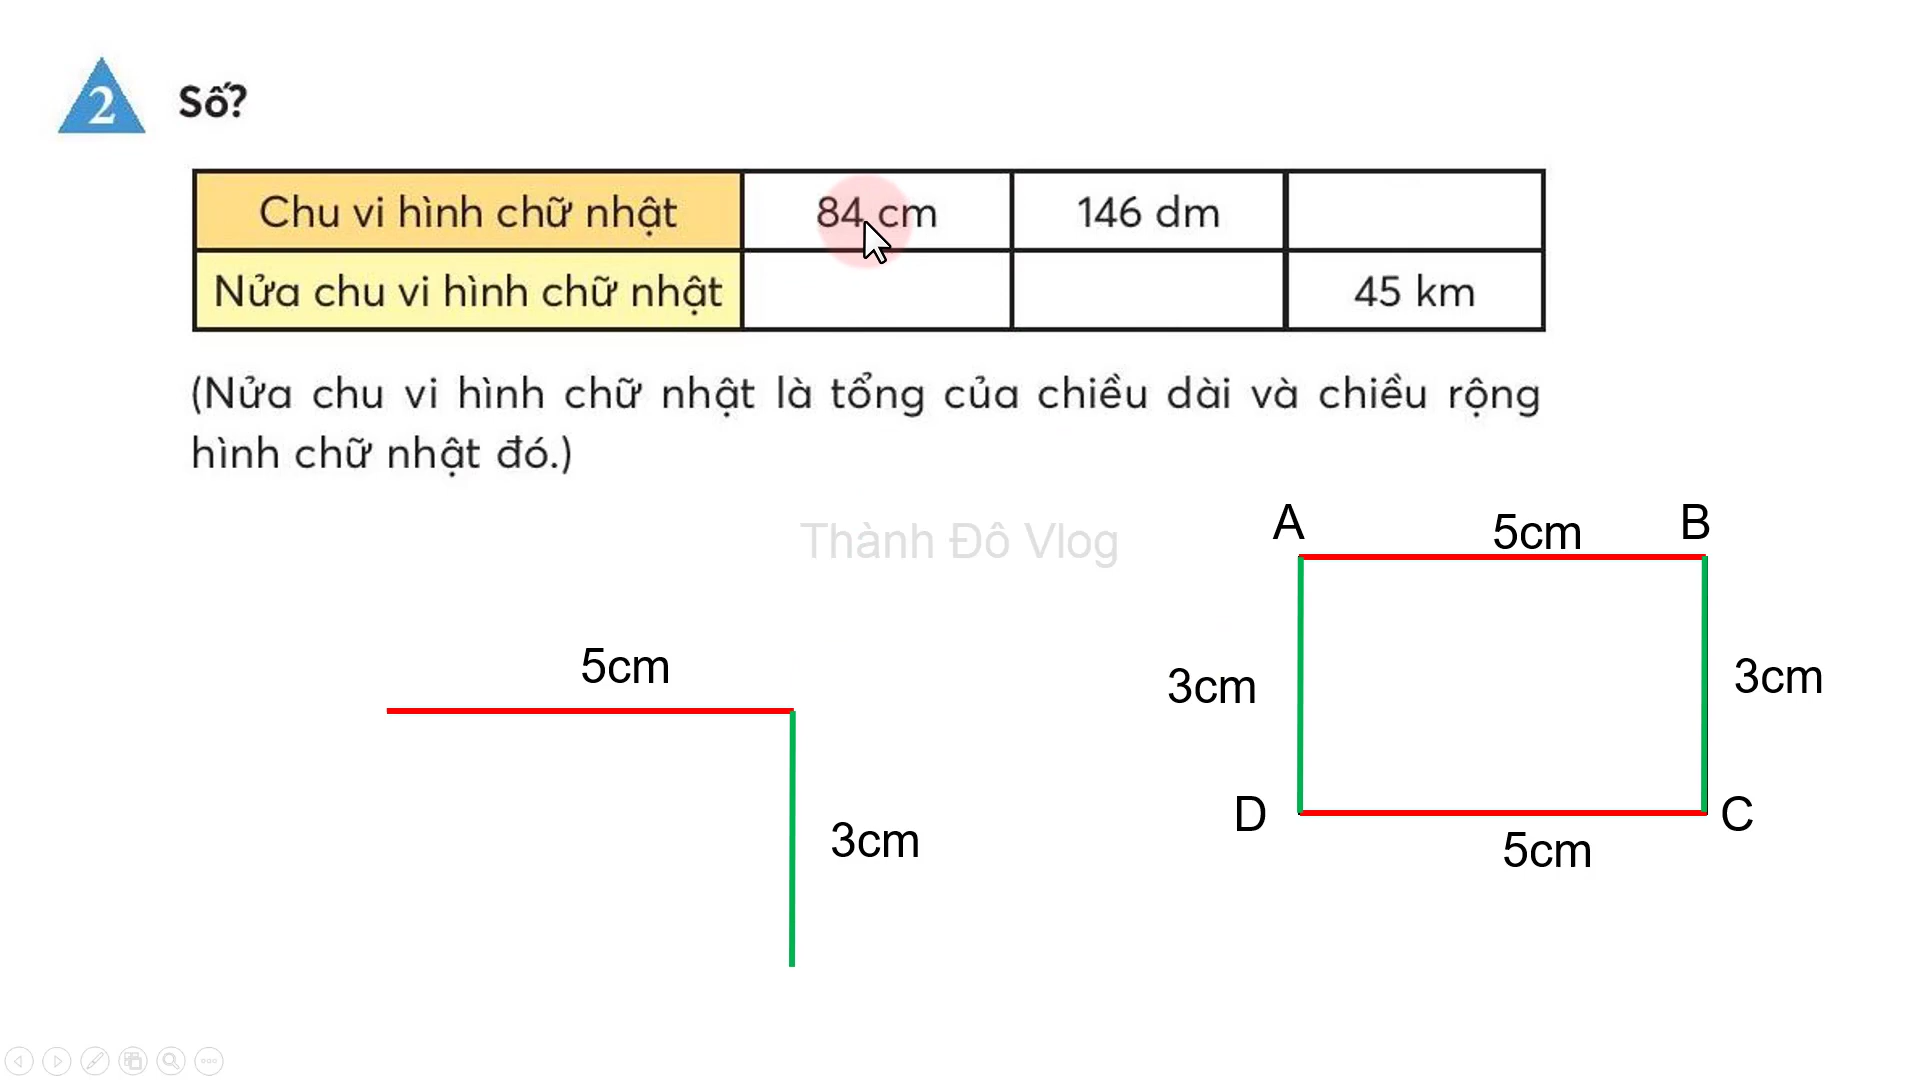 2 Số?
Chu vi hình chữ nhật 84 cm 146 dm
Nửa chu vi hình chữ nhật 45 km
(Nửa chu vi hình chữ nhật là tổng của chiều dài và chiều rộng
hình chữ nhật đó.)
Thành Đô Vlog
5cm
3cm
A 5cm B
3cm 3cm
D C
5cm